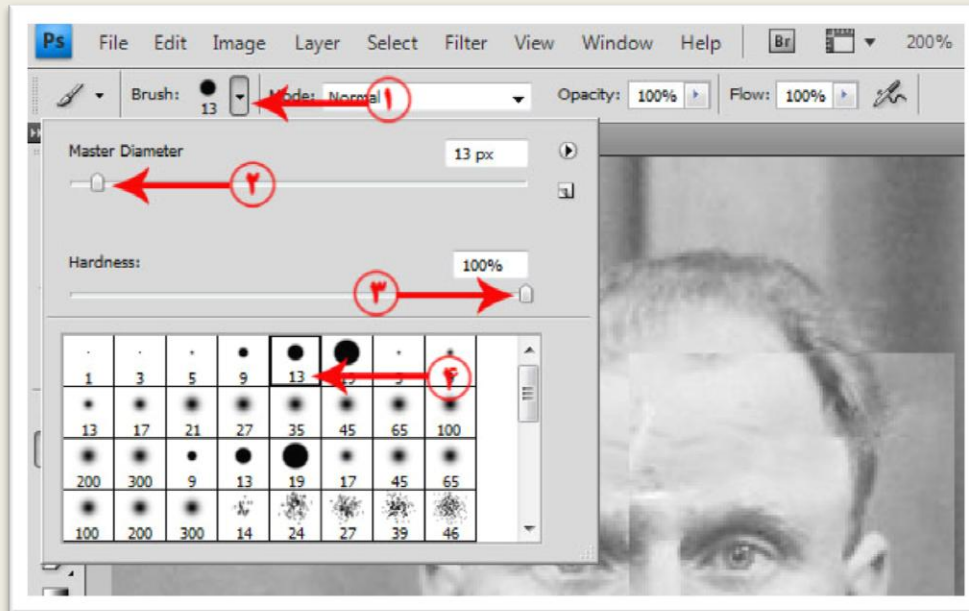 Ps File Edit Image Layer Select Filter View Window Help Br 200%
Brush: 13 Mode: Normal Opacity: 100% Flow: 100%
۱
Master Diameter 13 px
۲
Hardness: 100%
۳
1 3 5 9 13 19 5
۴
13 17 21 27 35 45 65 100
200 300 9 13 19 17 45 65
100 200 300 14 24 27 39 46